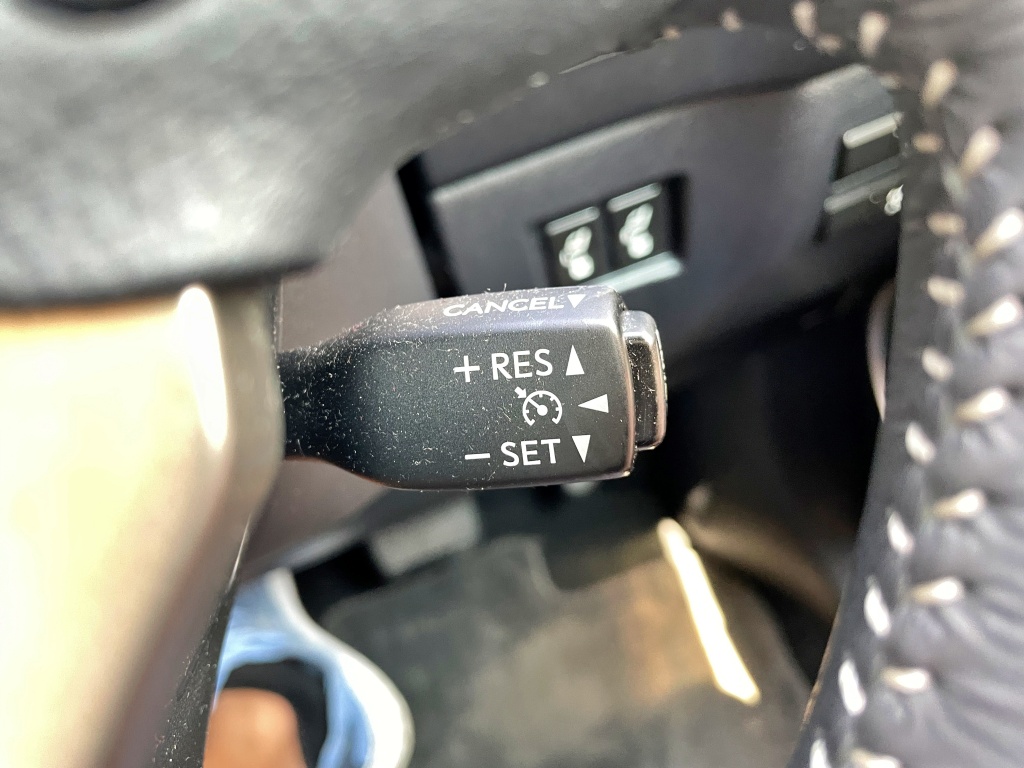 CANCEL▼
+ RES ▲
◀
– SET ▼